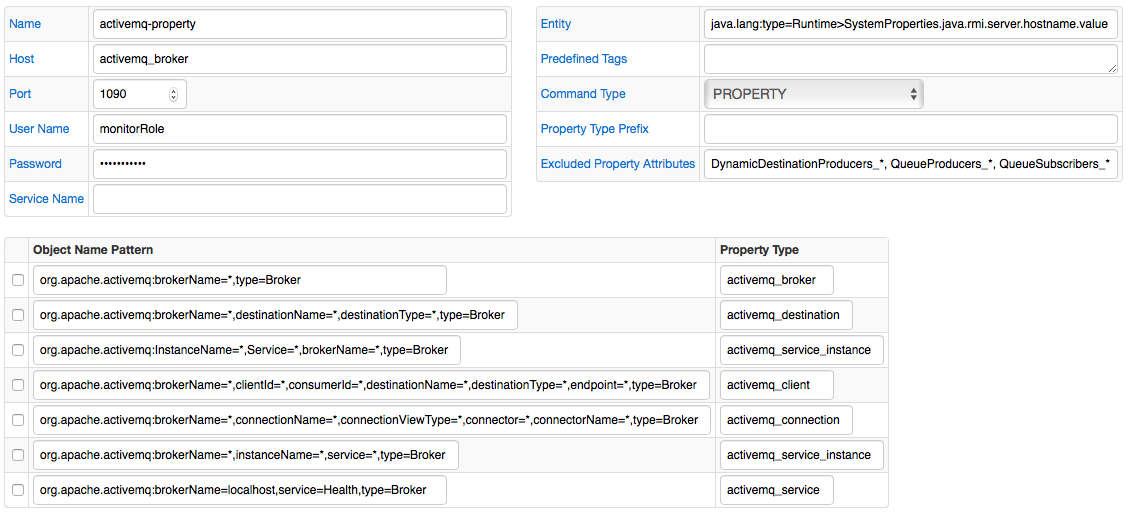 Name activemq-property
Host activemq_broker
Port 1090
User Name monitorRole
Password •••••••••••
Service Name
Entity java.lang:type=Runtime>SystemProperties.java.rmi.server.hostname.value
Predefined Tags
Command Type PROPERTY
Property Type Prefix
Excluded Property Attributes DynamicDestinationProducers_*, QueueProducers_*, QueueSubscribers_*
Object Name Pattern Property Type
org.apache.activemq:brokerName=*,type=Broker activemq_broker
org.apache.activemq:brokerName=*,destinationName=*,destinationType=*,type=Broker activemq_destination
org.apache.activemq:InstanceName=*,Service=*,brokerName=*,type=Broker activemq_service_instance
org.apache.activemq:brokerName=*,clientId=*,consumerId=*,destinationName=*,destinationType=*,endpoint=*,type=Broker activemq_client
org.apache.activemq:brokerName=*,connectionName=*,connectionViewType=*,connector=*,connectorName=*,type=Broker activemq_connection
org.apache.activemq:brokerName=*,instanceName=*,service=*,type=Broker activemq_service_instance
org.apache.activemq:brokerName=localhost,service=Health,type=Broker activemq_service